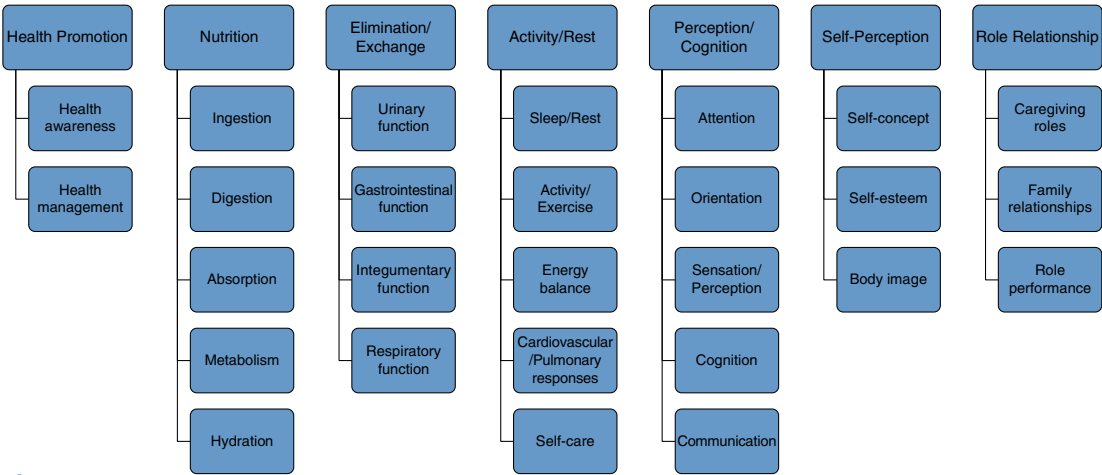 Health Promotion
Health
awareness
Health
management
Nutrition
Ingestion
Digestion
Absorption
Metabolism
Hydration
Elimination/
Exchange
Urinary
function
Gastrointestinal
function
Integumentary
function
Respiratory
function
Activity/Rest
Sleep/Rest
Activity/
Exercise
Energy
balance
Cardiovascular
/Pulmonary
responses
Self-care
Perception/
Cognition
Attention
Orientation
Sensation/
Perception
Cognition
Communication
Self-Perception
Self-concept
Self-esteem
Body image
Role Relationship
Caregiving
roles
Family
relationships
Role
performance